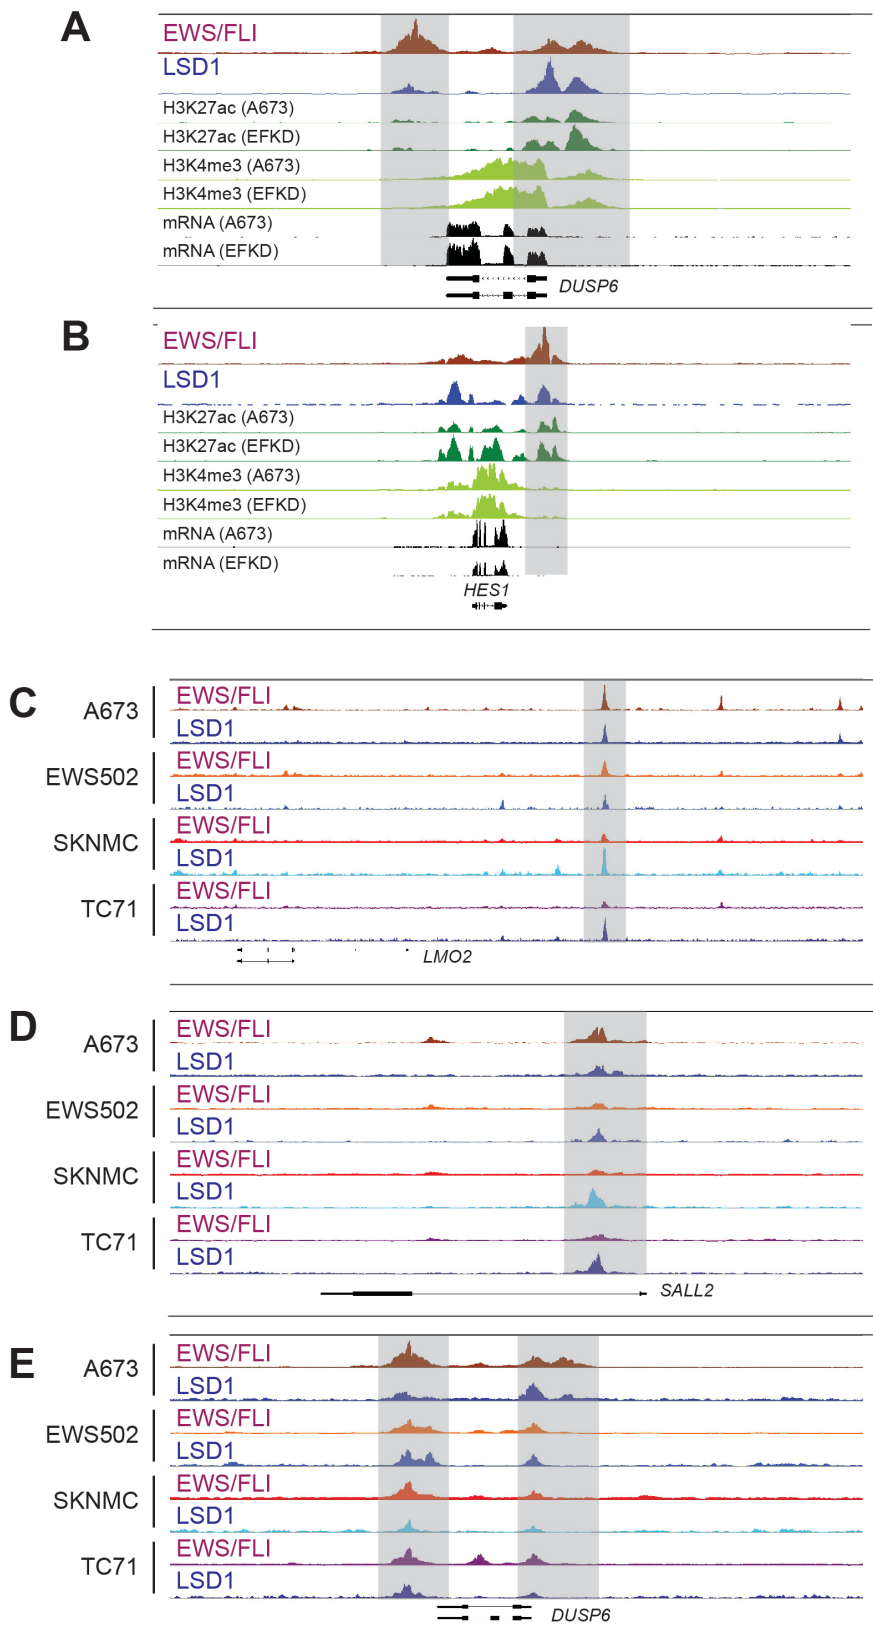 A
EWS/FLI
LSD1
H3K27ac (A673)
H3K27ac (EFKD)
H3K4me3 (A673)
H3K4me3 (EFKD)
mRNA (A673)
mRNA (EFKD)
DUSP6
B
EWS/FLI
LSD1
H3K27ac (A673)
H3K27ac (EFKD)
H3K4me3 (A673)
H3K4me3 (EFKD)
mRNA (A673)
mRNA (EFKD)
HES1
C
A673
EWS/FLI
LSD1
EWS502
EWS/FLI
LSD1
SKNMC
EWS/FLI
LSD1
TC71
EWS/FLI
LSD1
LMO2
D
A673
EWS/FLI
LSD1
EWS502
EWS/FLI
LSD1
SKNMC
EWS/FLI
LSD1
TC71
EWS/FLI
LSD1
SALL2
E
A673
EWS/FLI
LSD1
EWS502
EWS/FLI
LSD1
SKNMC
EWS/FLI
LSD1
TC71
EWS/FLI
LSD1
DUSP6